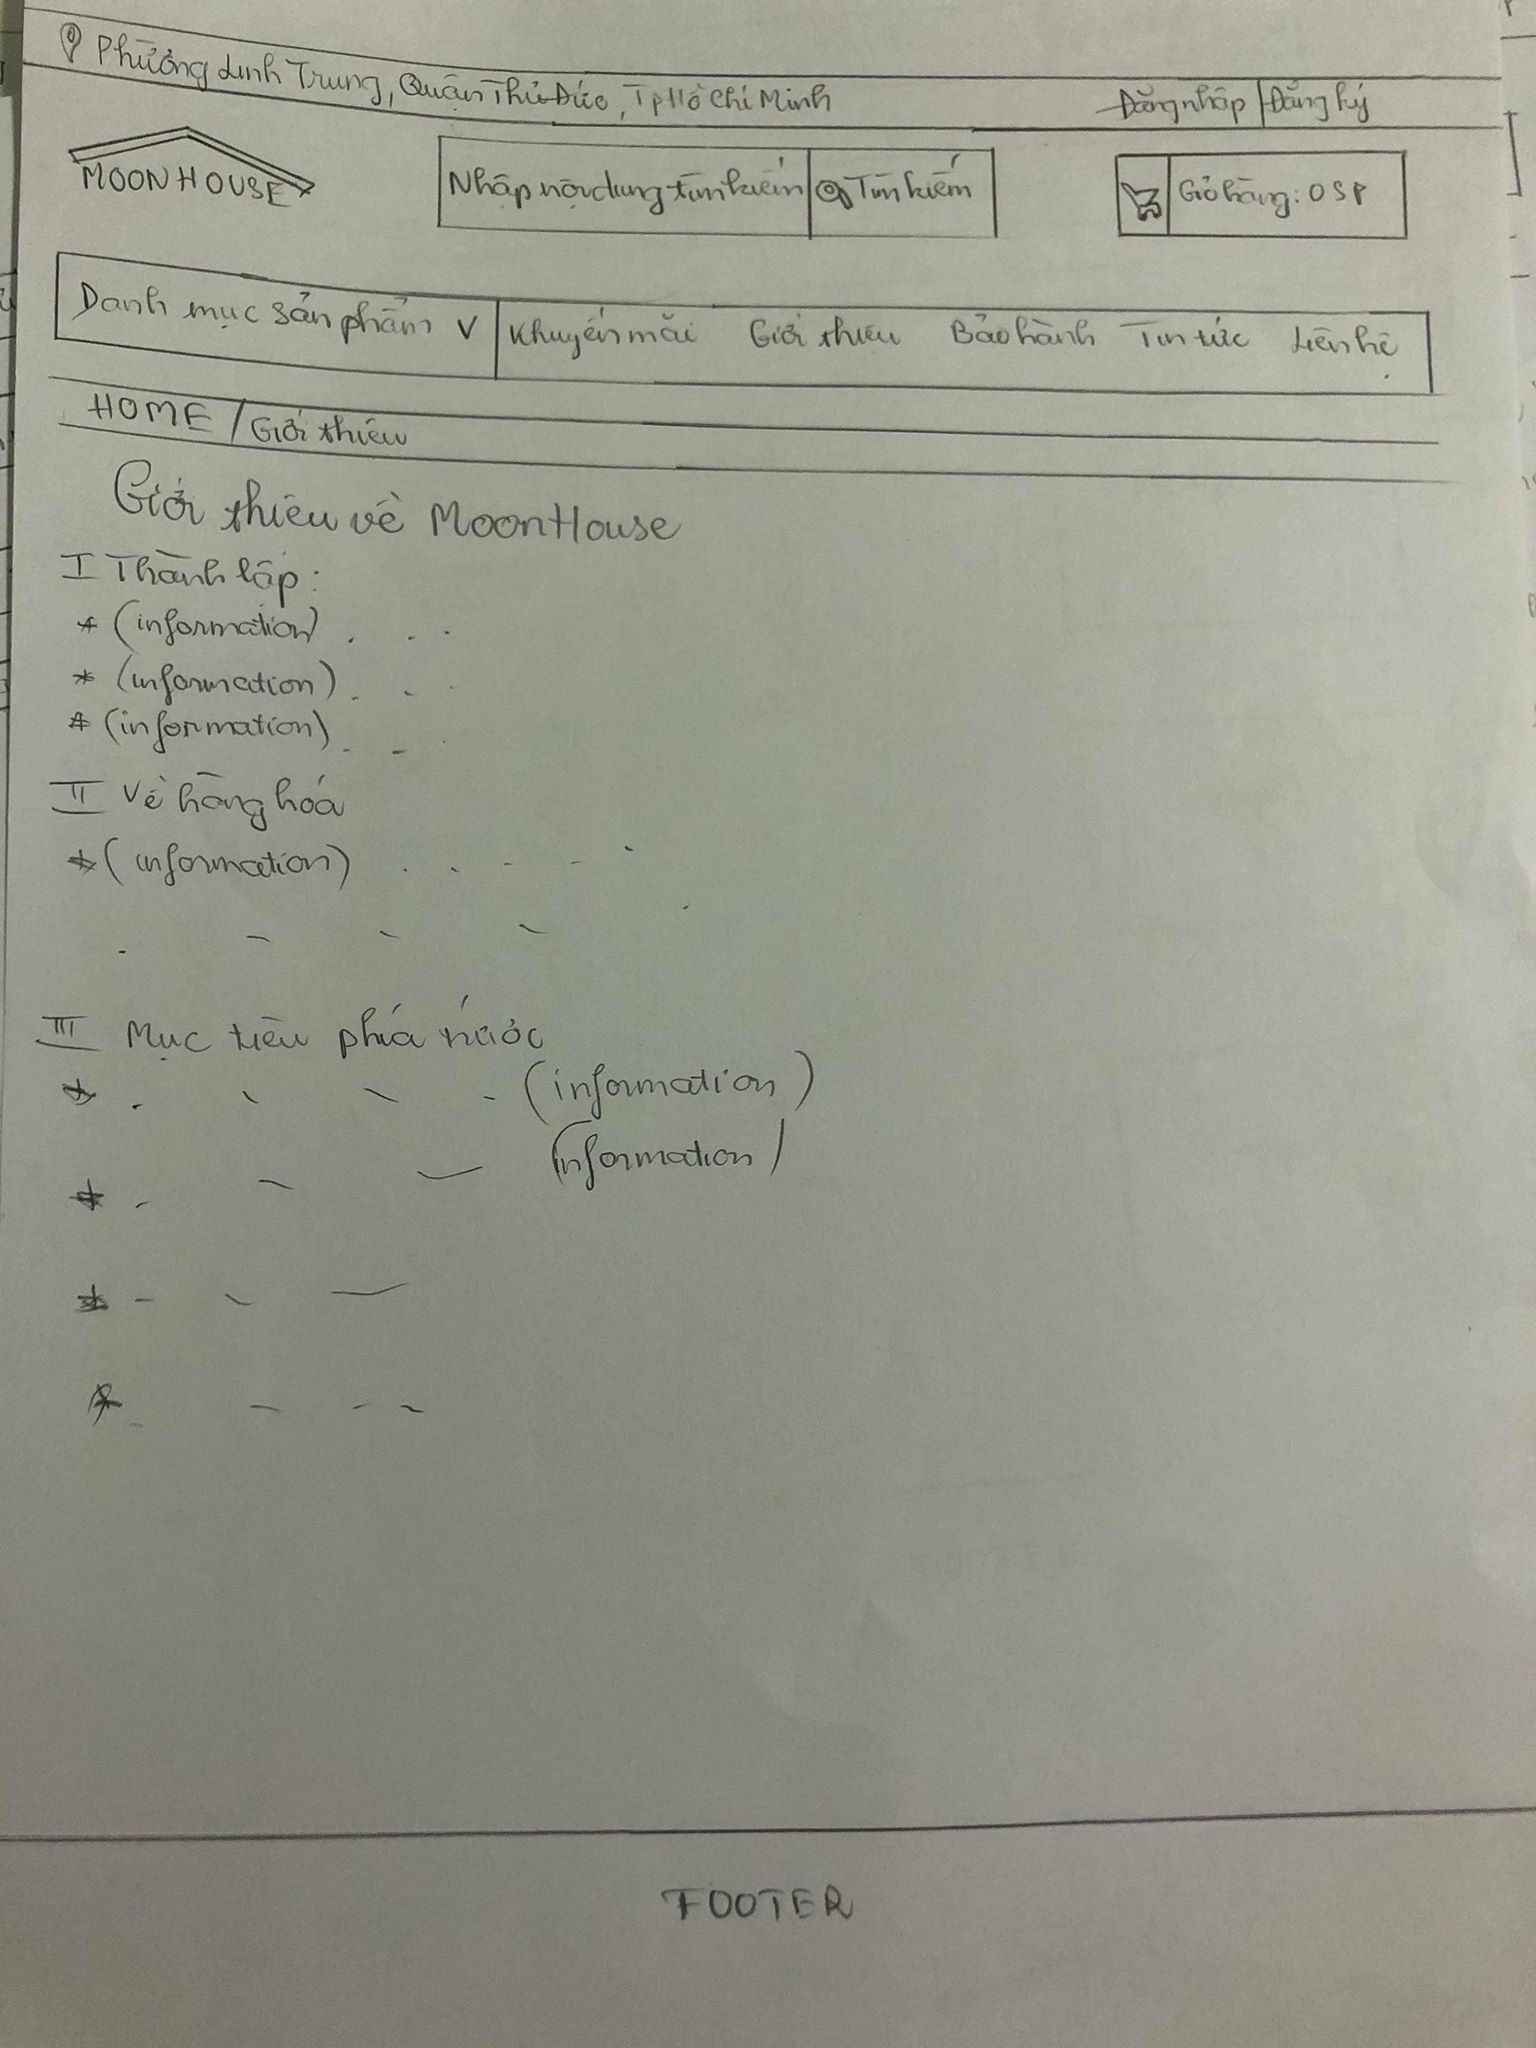 Phường Linh Trung, Quận Thủ Đức, Tp Hồ Chí Minh Đăng nhập | Đăng ký
MOONHOUSE
Nhập nội dung tìm kiếm Tìm kiếm
Giỏ hàng: 0 SP
Danh mục sản phẩm V
Khuyến mãi Giới thiệu Bảo hành Tin tức Liên hệ
HOME / Giới thiệu
Giới thiệu về MoonHouse
I Thành lập:
* (information) . . .
* (information) . . .
* (information) . . .
II Về hàng hóa
* (information) . . . . .
III Mục tiêu phía trước
* . . . . (information)
* . . . (information)
*
*
FOOTER